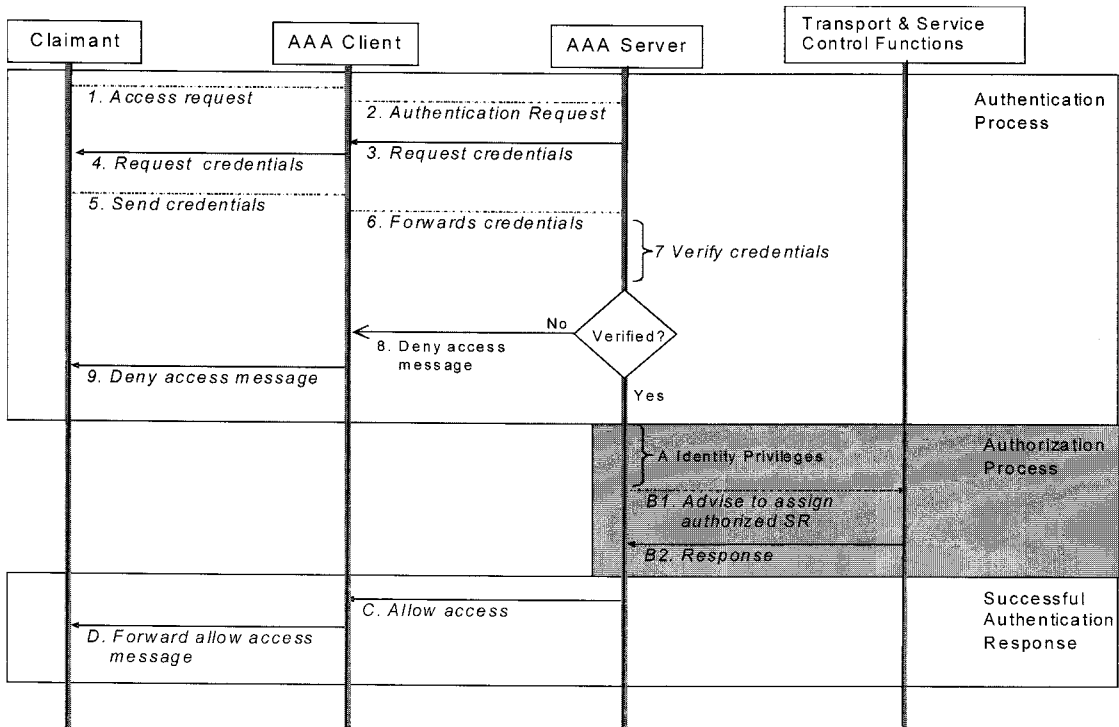 Claimant
AAA Client
AAA Server
Transport & Service
Control Functions
Authentication
Process
1. Access request
2. Authentication Request
3. Request credentials
4. Request credentials
5. Send credentials
6. Forwards credentials
7 Verify credentials
No
Verified?
8. Deny access
message
9. Deny access message
Yes
Authorization
Process
A Identity Privileges
B1. Advise to assign
authorized SR
B2. Response
C. Allow access
Successful
Authentication
Response
D. Forward allow access
message